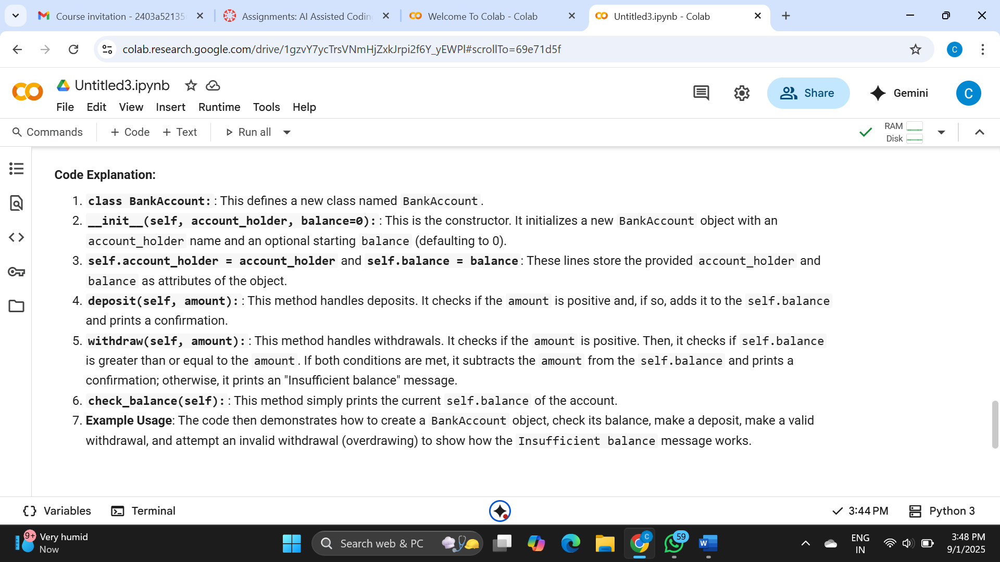 Course invitation - 2403a5213
Assignments: AI Assisted Codin
Welcome To Colab - Colab
Untitled3.ipynb - Colab
colab.research.google.com/drive/1gzvY7ycTrsVNmHjZxkJrpi2f6Y_yEWPl#scrollTo=69e71d5f
C
Untitled3.ipynb
Share
Gemini
C
File Edit View Insert Runtime Tools Help
Commands
+ Code
+ Text
Run all
RAM
Disk
Code Explanation:
1. class BankAccount: : This defines a new class named BankAccount .
2. __init__(self, account_holder, balance=0): : This is the constructor. It initializes a new BankAccount object with an
account_holder name and an optional starting balance (defaulting to 0).
3. self.account_holder = account_holder and self.balance = balance : These lines store the provided account_holder and
balance as attributes of the object.
4. deposit(self, amount): : This method handles deposits. It checks if the amount is positive and, if so, adds it to the self.balance
and prints a confirmation.
5. withdraw(self, amount): : This method handles withdrawals. It checks if the amount is positive. Then, it checks if self.balance
is greater than or equal to the amount . If both conditions are met, it subtracts the amount from the self.balance and prints a
confirmation; otherwise, it prints an "Insufficient balance" message.
6. check_balance(self): : This method simply prints the current self.balance of the account.
7. Example Usage: The code then demonstrates how to create a BankAccount object, check its balance, make a deposit, make a valid
withdrawal, and attempt an invalid withdrawal (overdrawing) to show how the Insufficient balance message works.
Variables
Terminal
3:44 PM
Python 3
9+
Very humid
Now
Search web & PC
C
59
W
ENG
IN
3:48 PM
9/1/2025